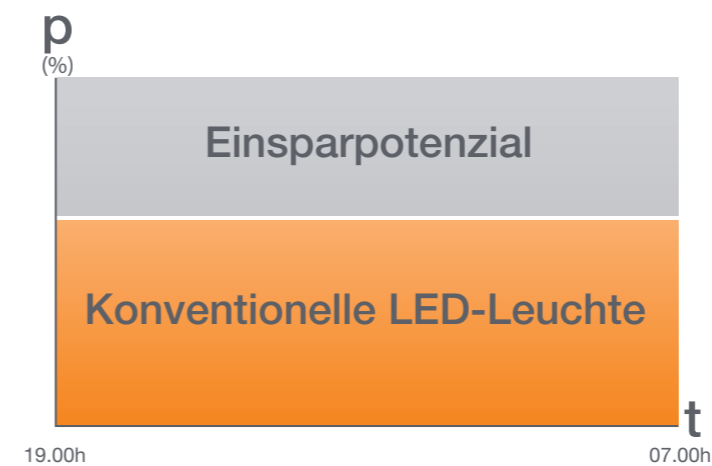 p
(%)
Einsparpotenzial
Konventionelle LED-Leuchte
t
19.00h
07.00h